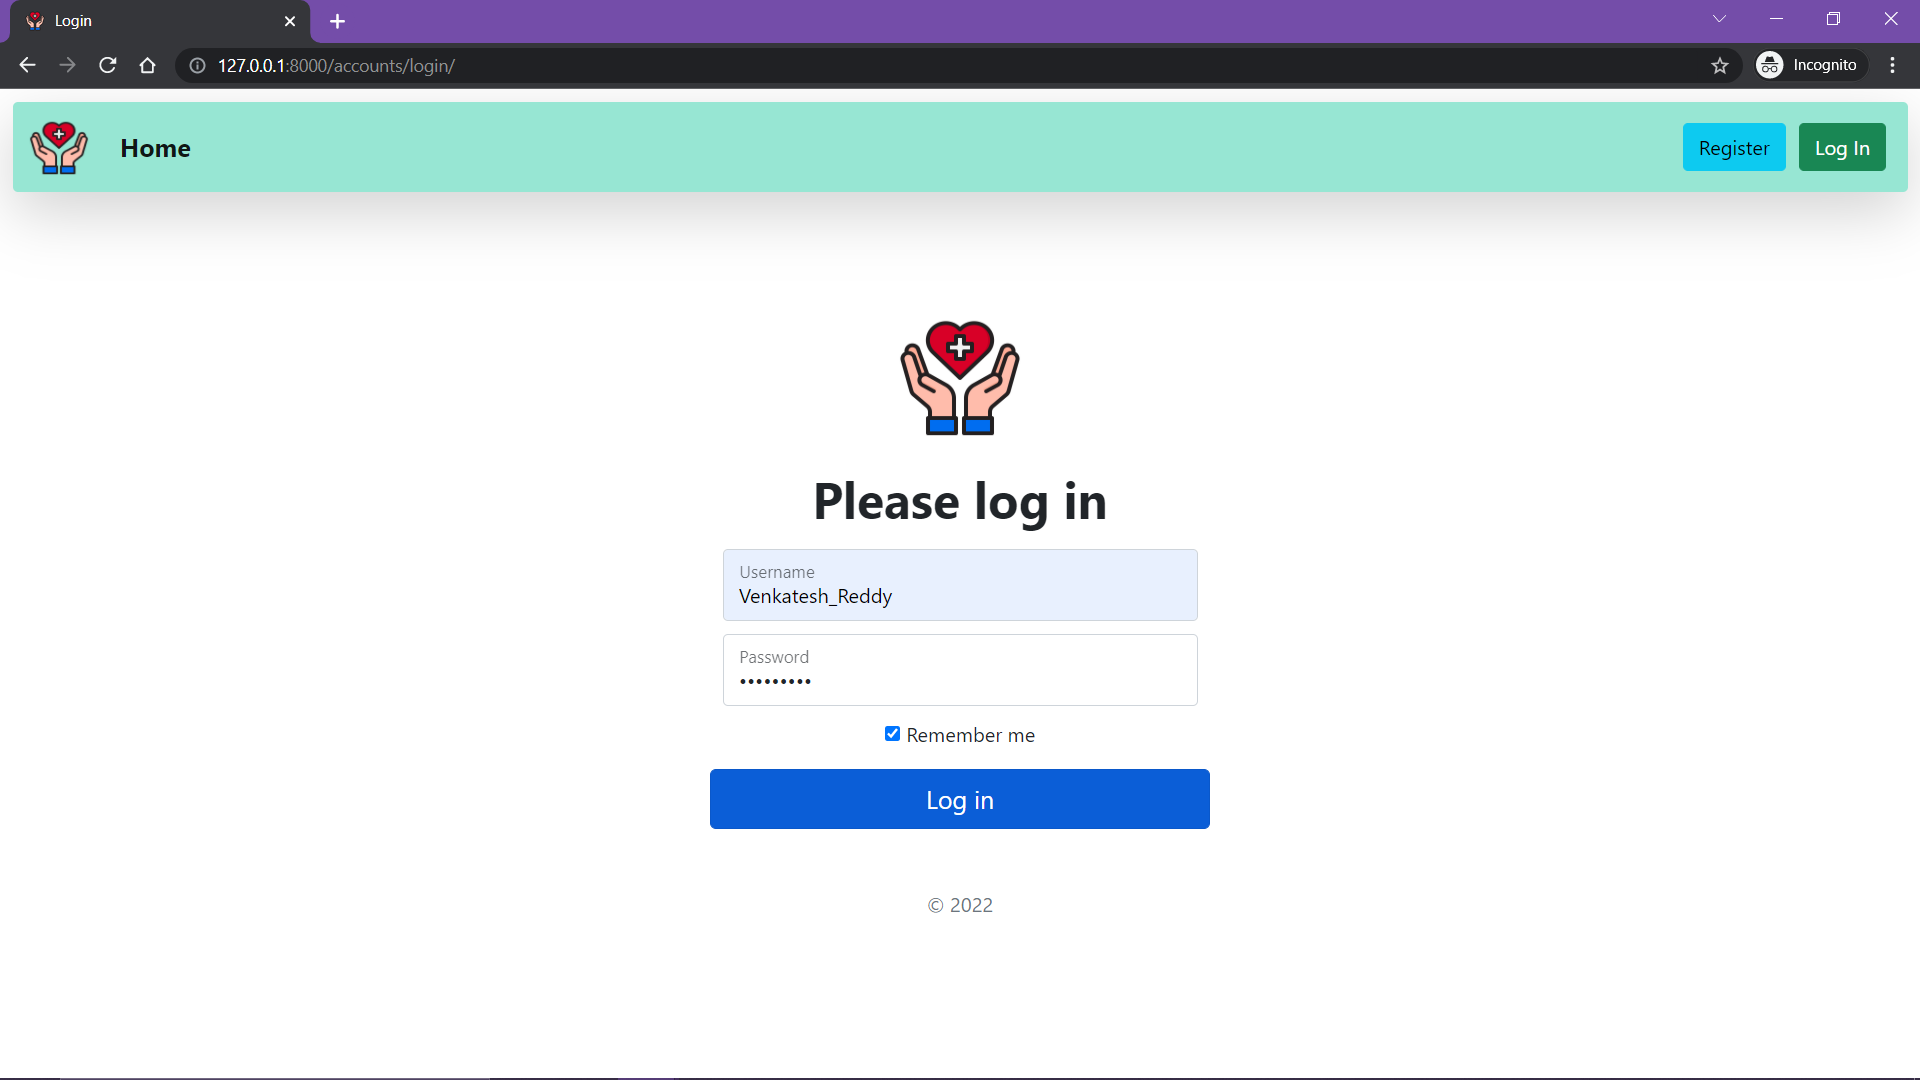 Login
127.0.0.1:8000/accounts/login/
Incognito
Home
Register
Log In
Please log in
Username
Venkatesh_Reddy
Password
•••••••••
Remember me
Log in
© 2022